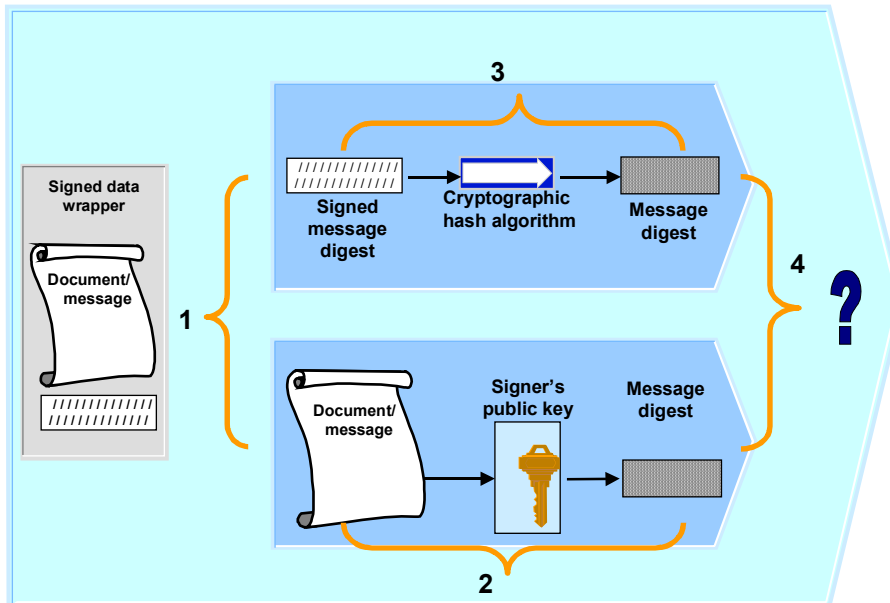 3
Signed
message
digest
Cryptographic
hash algorithm
Message
digest
Signed data
wrapper
Document/
message
1
4
?
Document/
message
Signer’s
public key
Message
digest
2